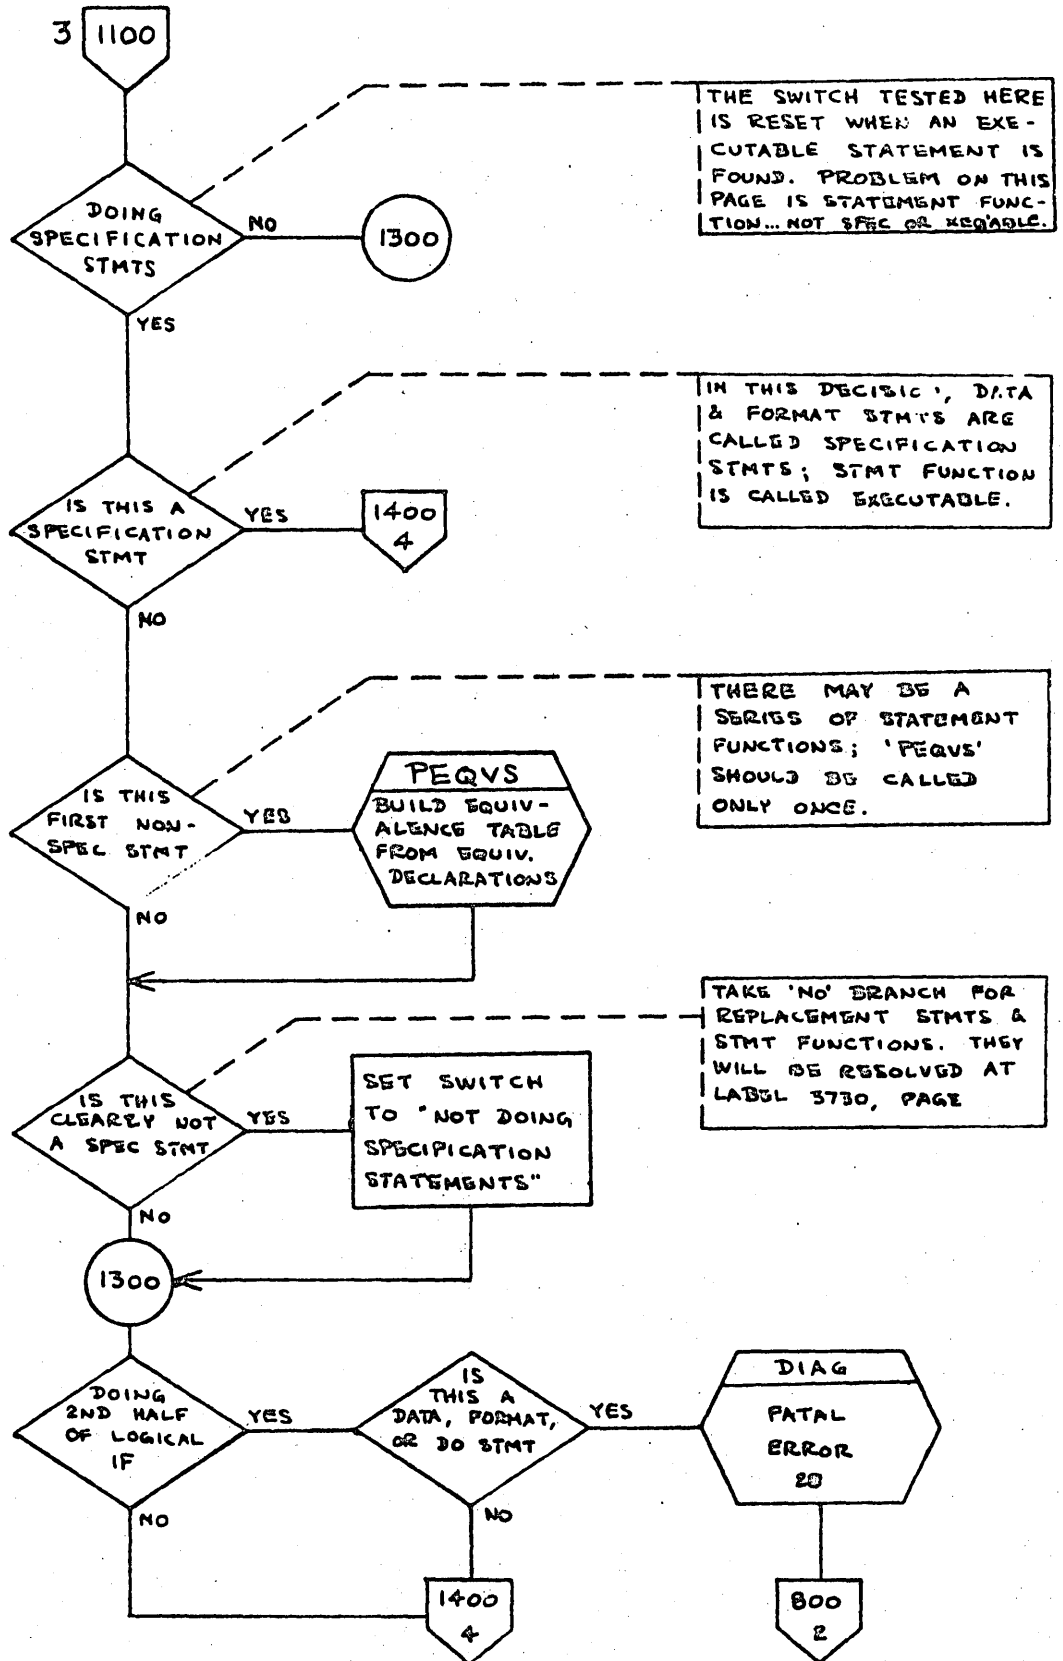 3 1100
THE SWITCH TESTED HERE
IS RESET WHEN AN EXE-
CUTABLE STATEMENT IS
FOUND. PROBLEM ON THIS
PAGE IS STATEMENT FUNC-
TION... NOT SPEC OR XEQ'ABLE.
DOING
SPECIFICATION
STMTS
NO
1300
YES
IN THIS DATA
& FORMAT STMTS ARE
CALLED SPECIFICATION
STMTS; STMT FUNCTION
IS CALLED EXECUTABLE.
IS THIS A
SPECIFICATION
STMT
YES
1400
4
NO
THERE MAY BE A
SERIES OF STATEMENT
FUNCTIONS; 'PEQVS'
SHOULD BE CALLED
ONLY ONCE.
IS THIS
FIRST NON-
SPEC STMT
YES
PEQVS
BUILD EQUIV-
ALENCE TABLE
FROM EQUIV.
DECLARATIONS
NO
TAKE 'NO' BRANCH FOR
REPLACEMENT STMTS &
STMT FUNCTIONS. THEY
WILL BE RESOLVED AT
LABEL 3730, PAGE
IS THIS
CLEARLY NOT
A SPEC STMT
YES
SET SWITCH
TO "NOT DOING
SPECIFICATION
STATEMENTS"
NO
1300
DOING
2ND HALF
OF LOGICAL
IF
YES
IS
THIS A
DATA, FORMAT,
OR DO STMT
YES
DIAG
FATAL
ERROR
20
NO
NO
1400
4
800
2